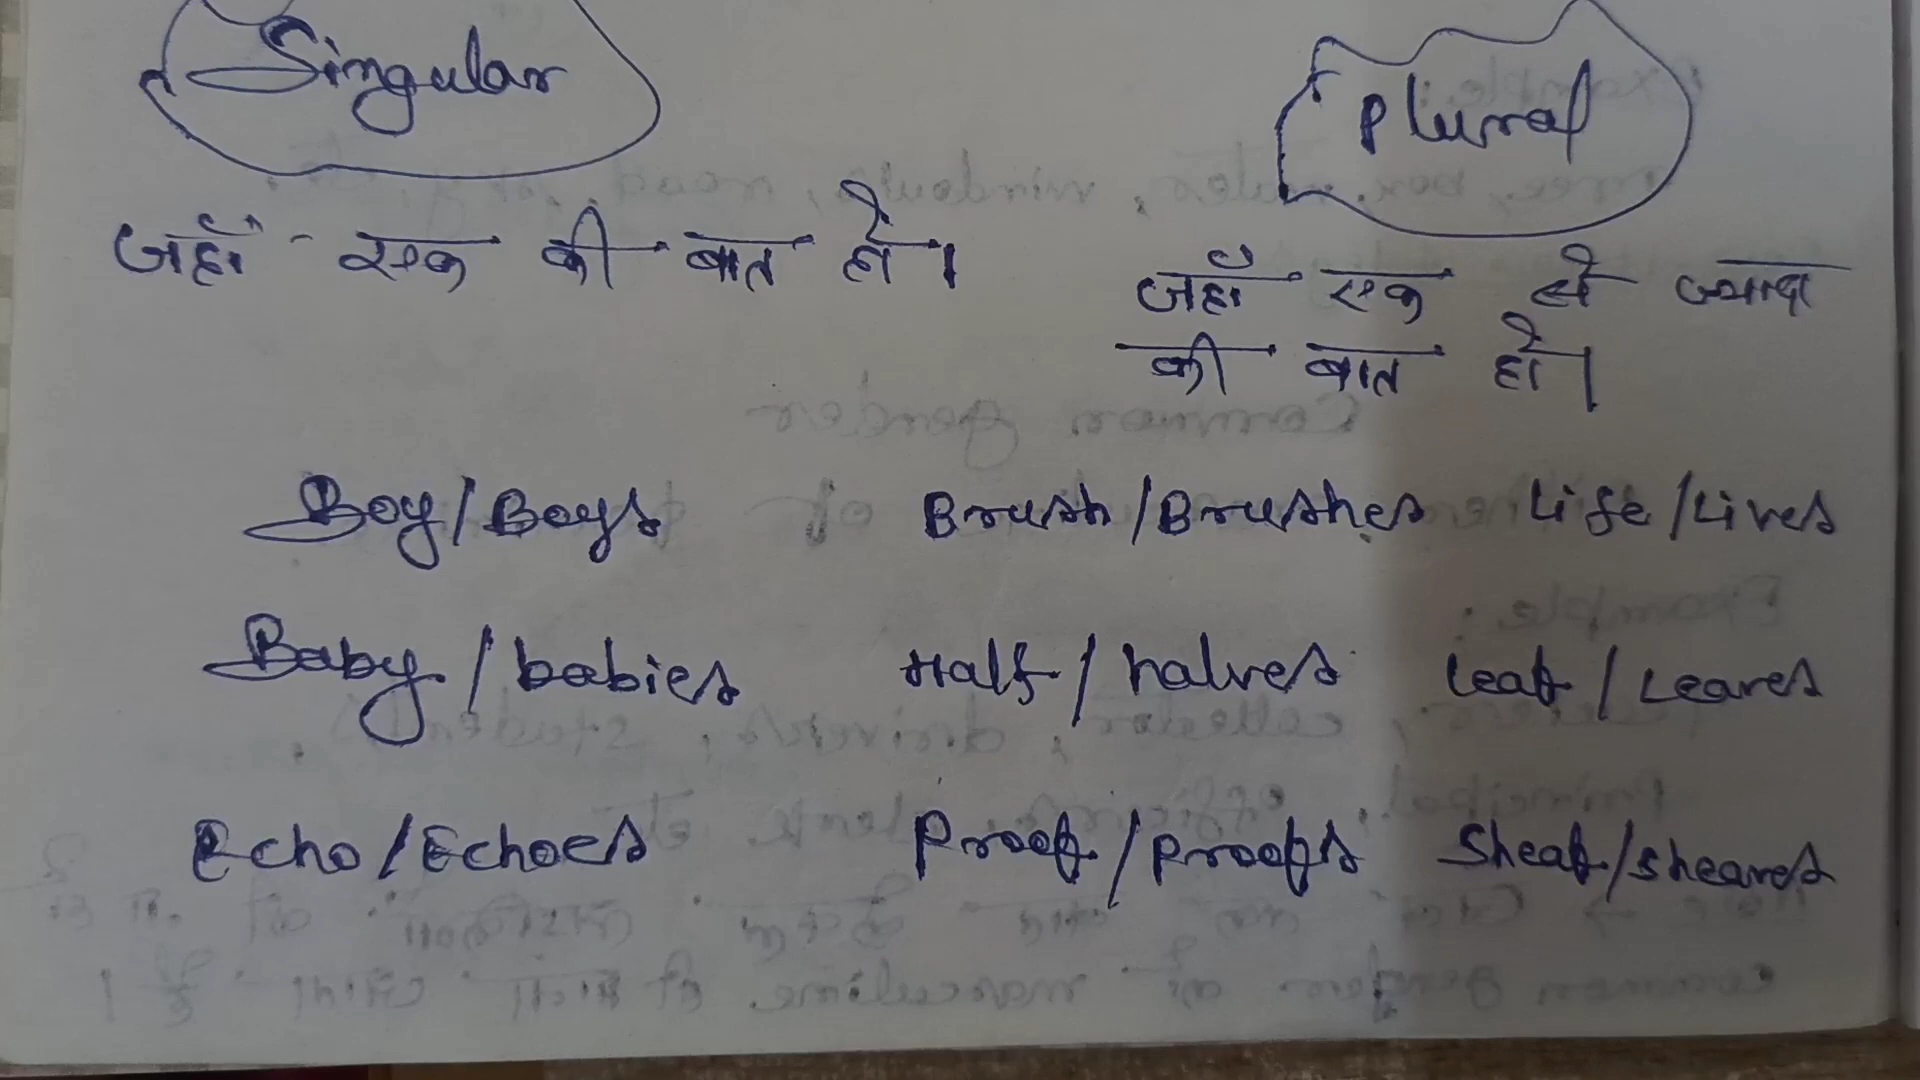 Singular
Plural
जहाँ - एक की बात हो।
जहाँ एक से ज्यादा
की बात हो।
Boy/Boys Brush/Brushes Life/Lives
Baby/babies Half/halves Leaf/Leaves
Echo/Echoes Proof/Proofs Sheaf/sheaves